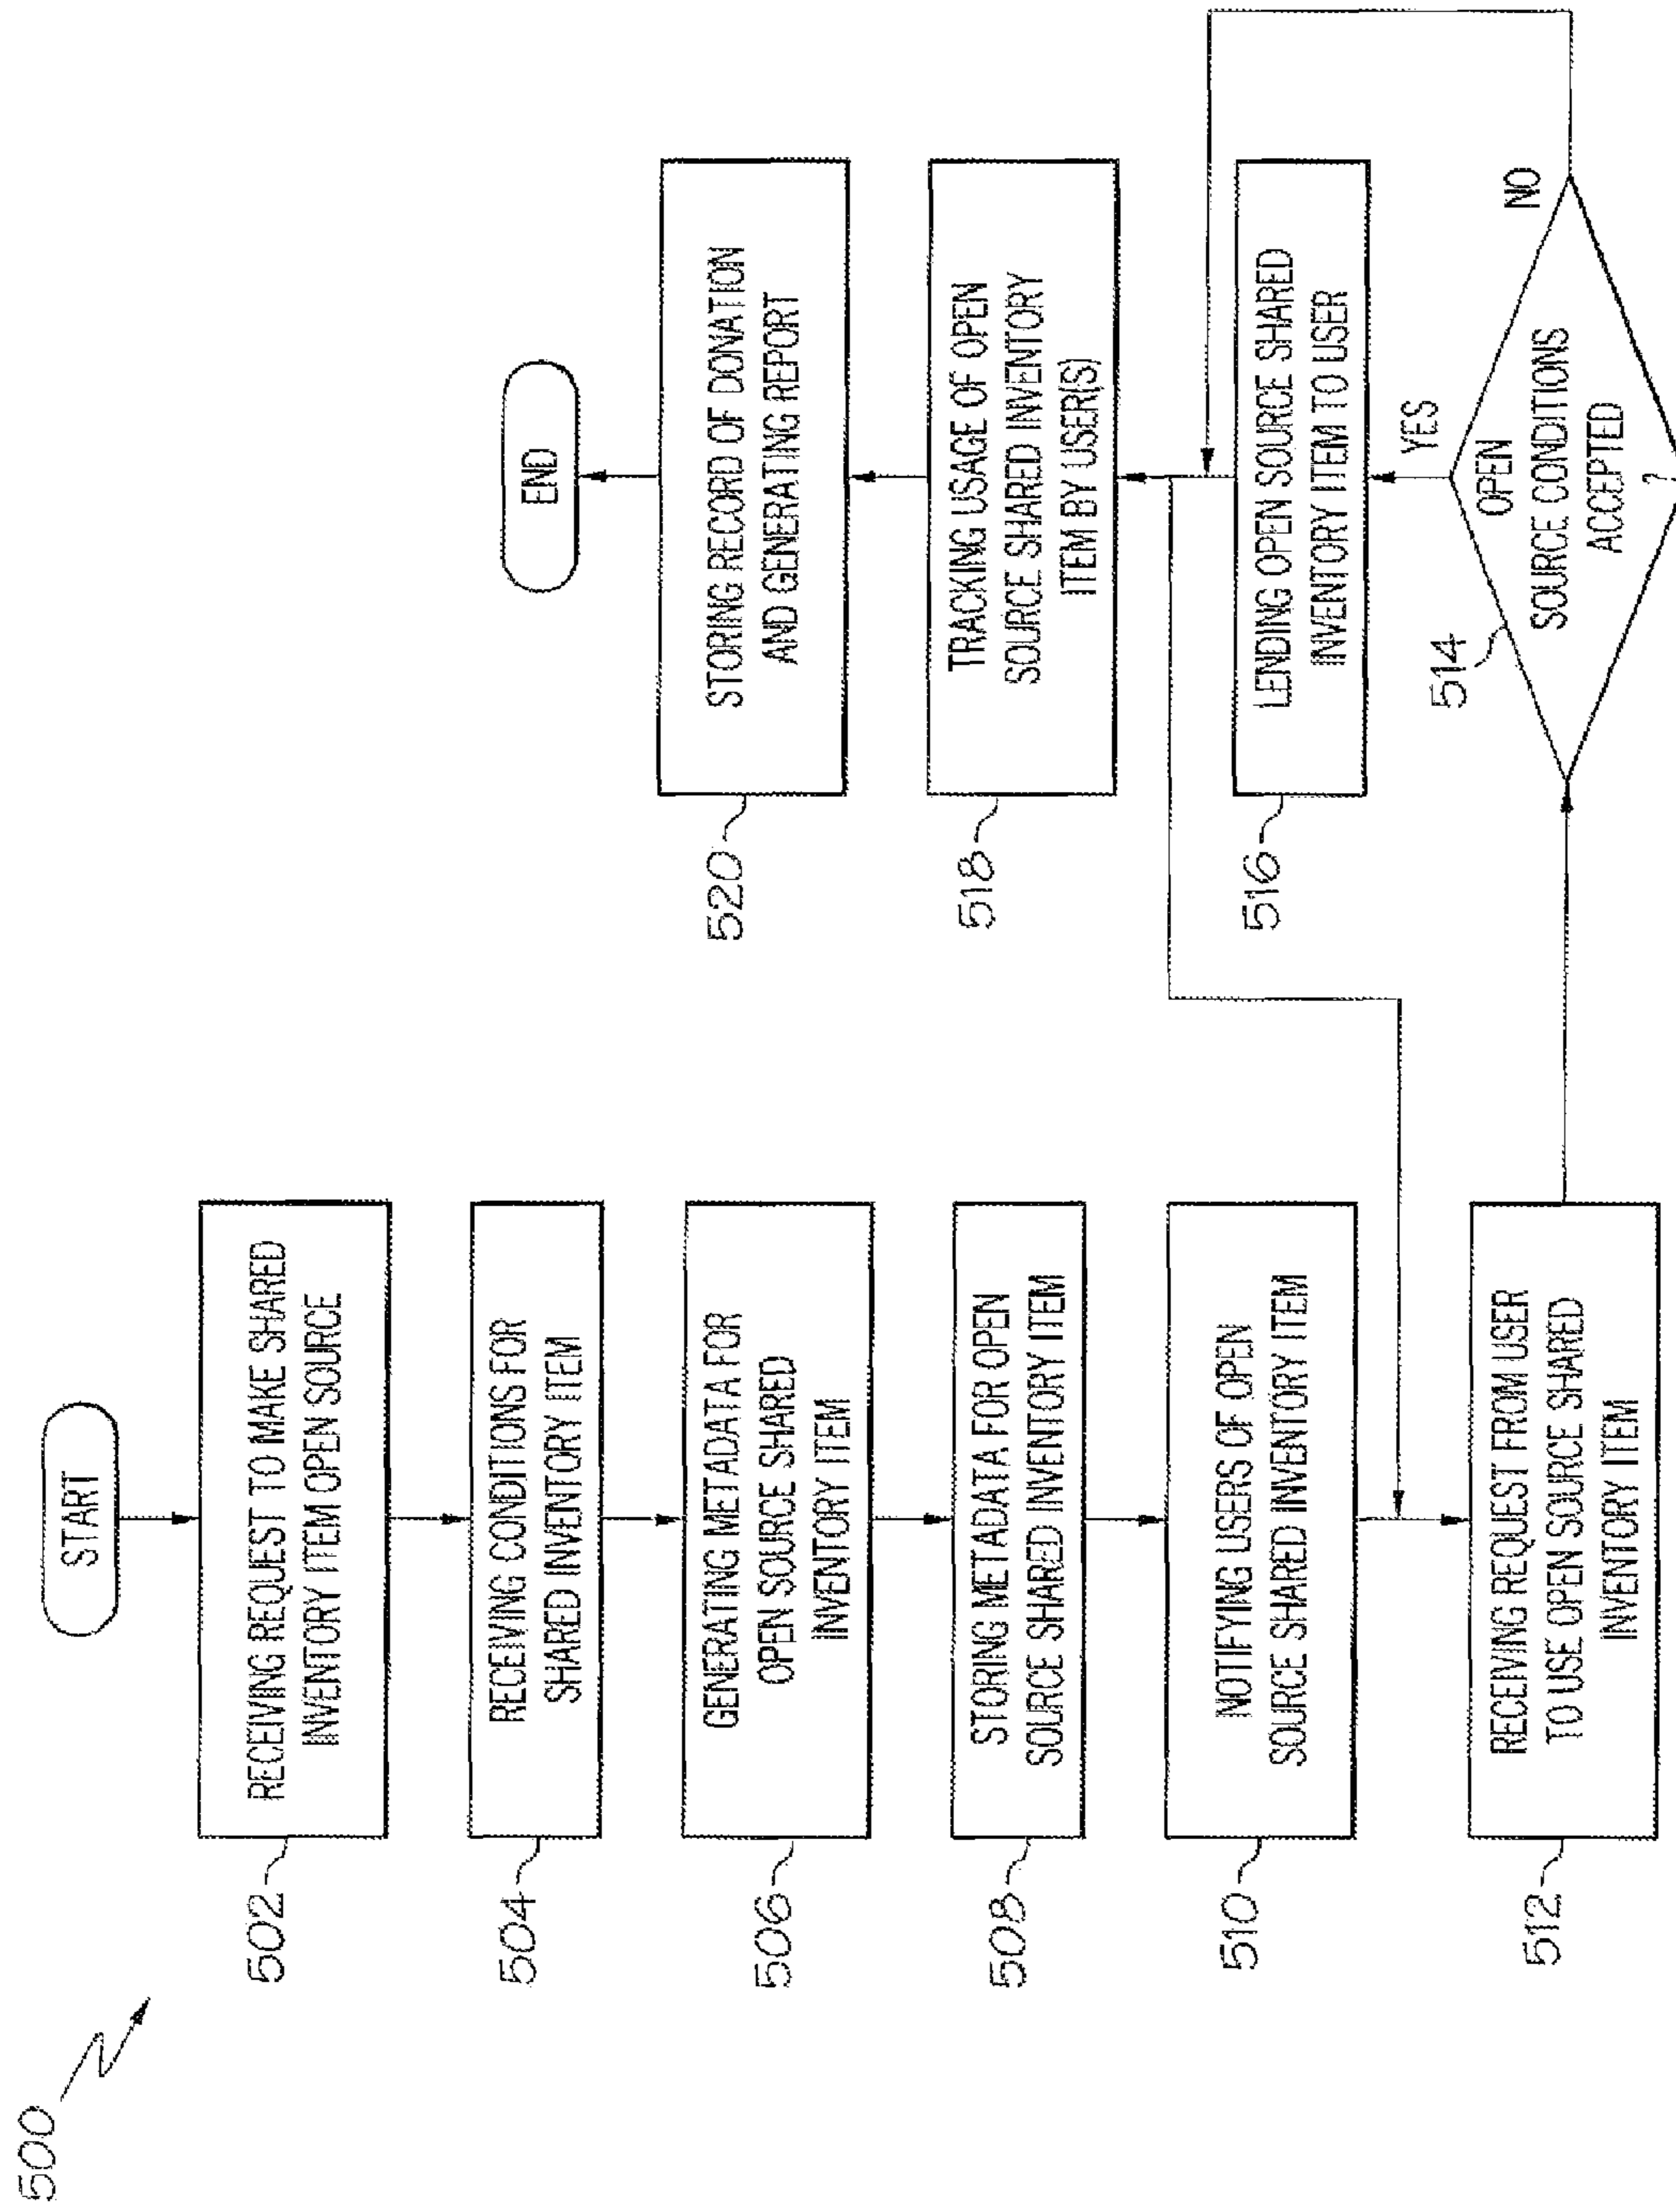 500
START
502
RECEIVING REQUEST TO MAKE SHARED
INVENTORY ITEM OPEN SOURCE
504
RECEIVING CONDITIONS FOR
SHARED INVENTORY ITEM
506
GENERATING METADATA FOR
OPEN SOURCE SHARED
INVENTORY ITEM
508
STORING METADATA FOR OPEN
SOURCE SHARED INVENTORY ITEM
510
NOTIFYING USERS OF OPEN
SOURCE SHARED INVENTORY ITEM
512
RECEIVING REQUEST FROM USER
TO USE OPEN SOURCE SHARED
INVENTORY ITEM
514
OPEN
SOURCE CONDITIONS
ACCEPTED
?
NO
YES
516
LENDING OPEN SOURCE SHARED
INVENTORY ITEM TO USER
518
TRACKING USAGE OF OPEN
SOURCE SHARED INVENTORY
ITEM BY USER(S)
520
STORING RECORD OF DONATION
AND GENERATING REPORT
END